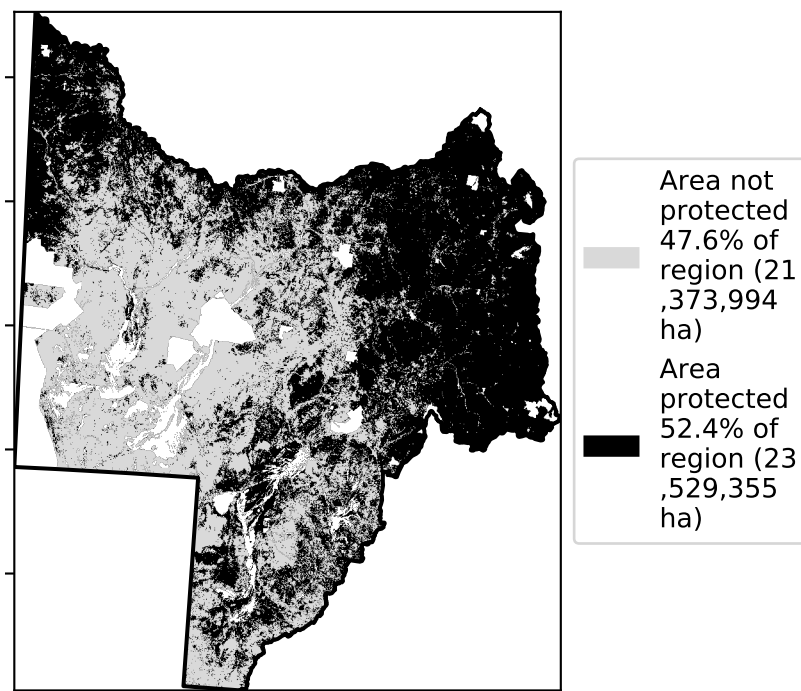 Area not
protected
47.6% of
region (21
,373,994
ha)
Area
protected
52.4% of
region (23
,529,355
ha)